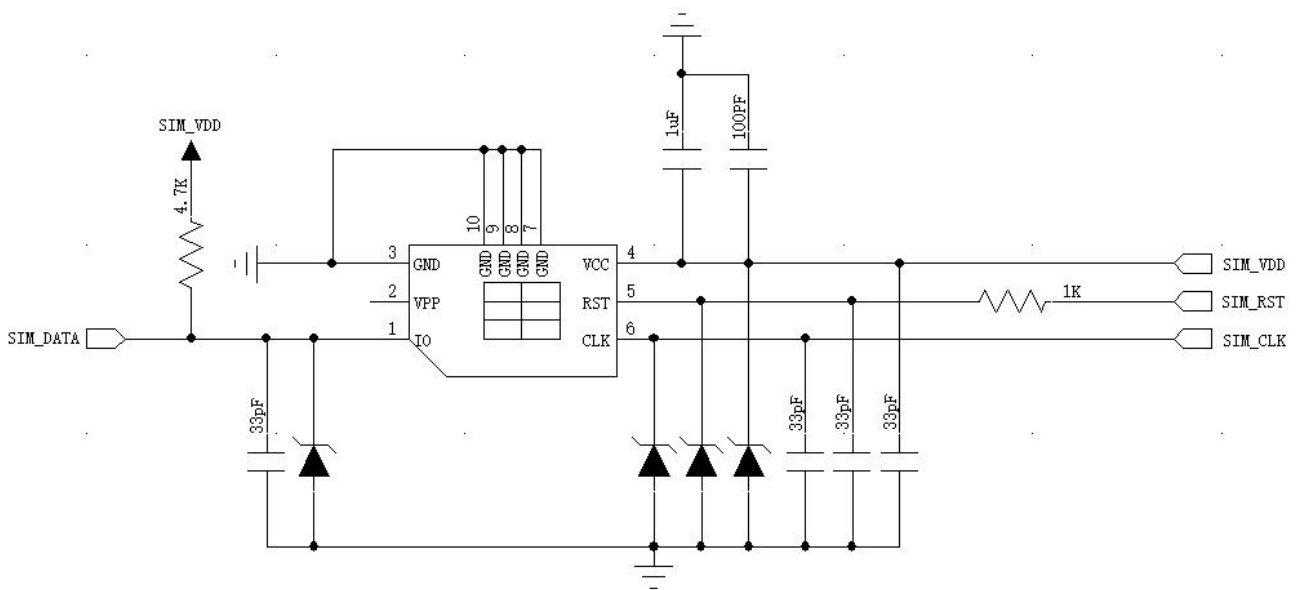 1uF
100PF
SIM_VDD
4.7K
10
9
8
7
3
GND
GND
GND
GND
GND
VCC
4
SIM_VDD
2
VPP
RST
5
1K
SIM_RST
SIM_DATA
1
IO
CLK
6
SIM_CLK
33pF
33pF
33pF
33pF